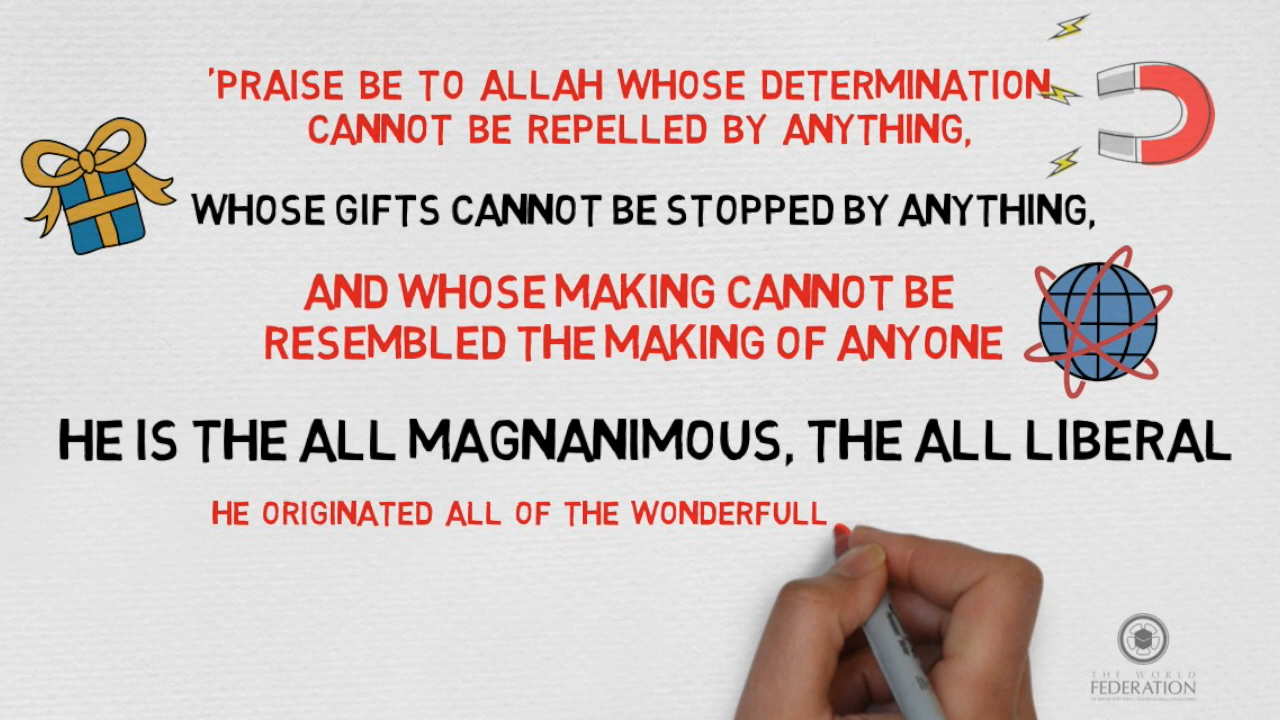 'PRAISE BE TO ALLAH WHOSE DETERMINATION
CANNOT BE REPELLED BY ANYTHING,
WHOSE GIFTS CANNOT BE STOPPED BY ANYTHING,
AND WHOSE MAKING CANNOT BE
RESEMBLED THE MAKING OF ANYONE
HE IS THE ALL MAGNANIMOUS, THE ALL LIBERAL
HE ORIGINATED ALL OF THE WONDERFULL
THE WORLD
FEDERATION